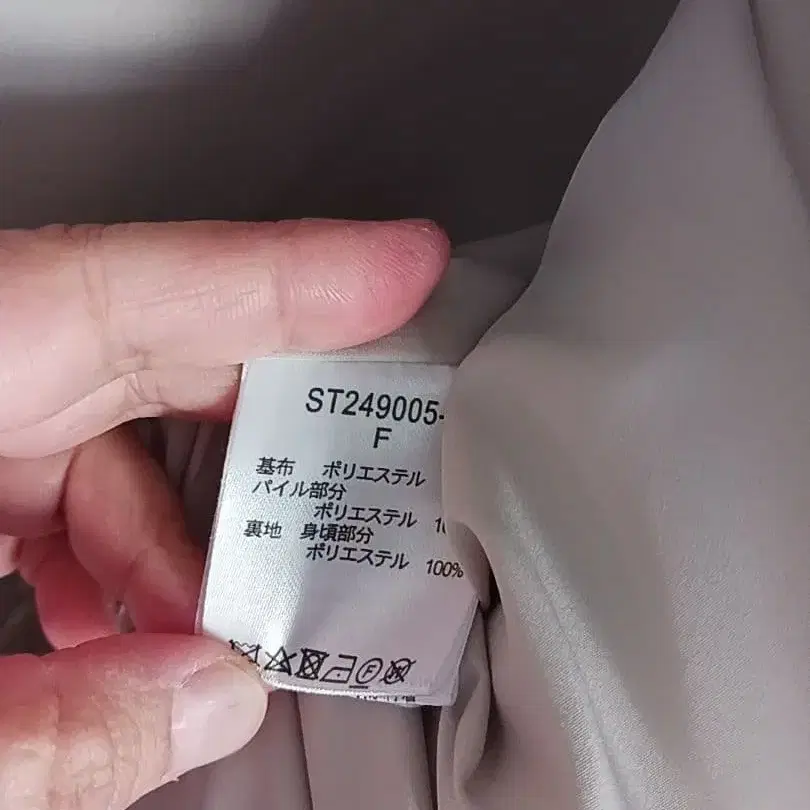 ST249005-
F
基布 ポリエステル
パイル部分
ポリエステル 1
裏地 身頃部分
ポリエステル 100%